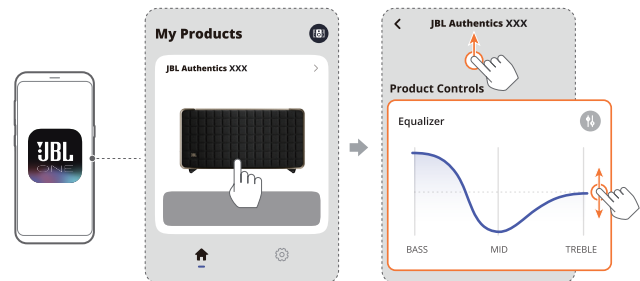 JBL
ONE
My Products
JBL Authentics XXX
JBL Authentics XXX
Product Controls
Equalizer
BASS
MID
TREBLE